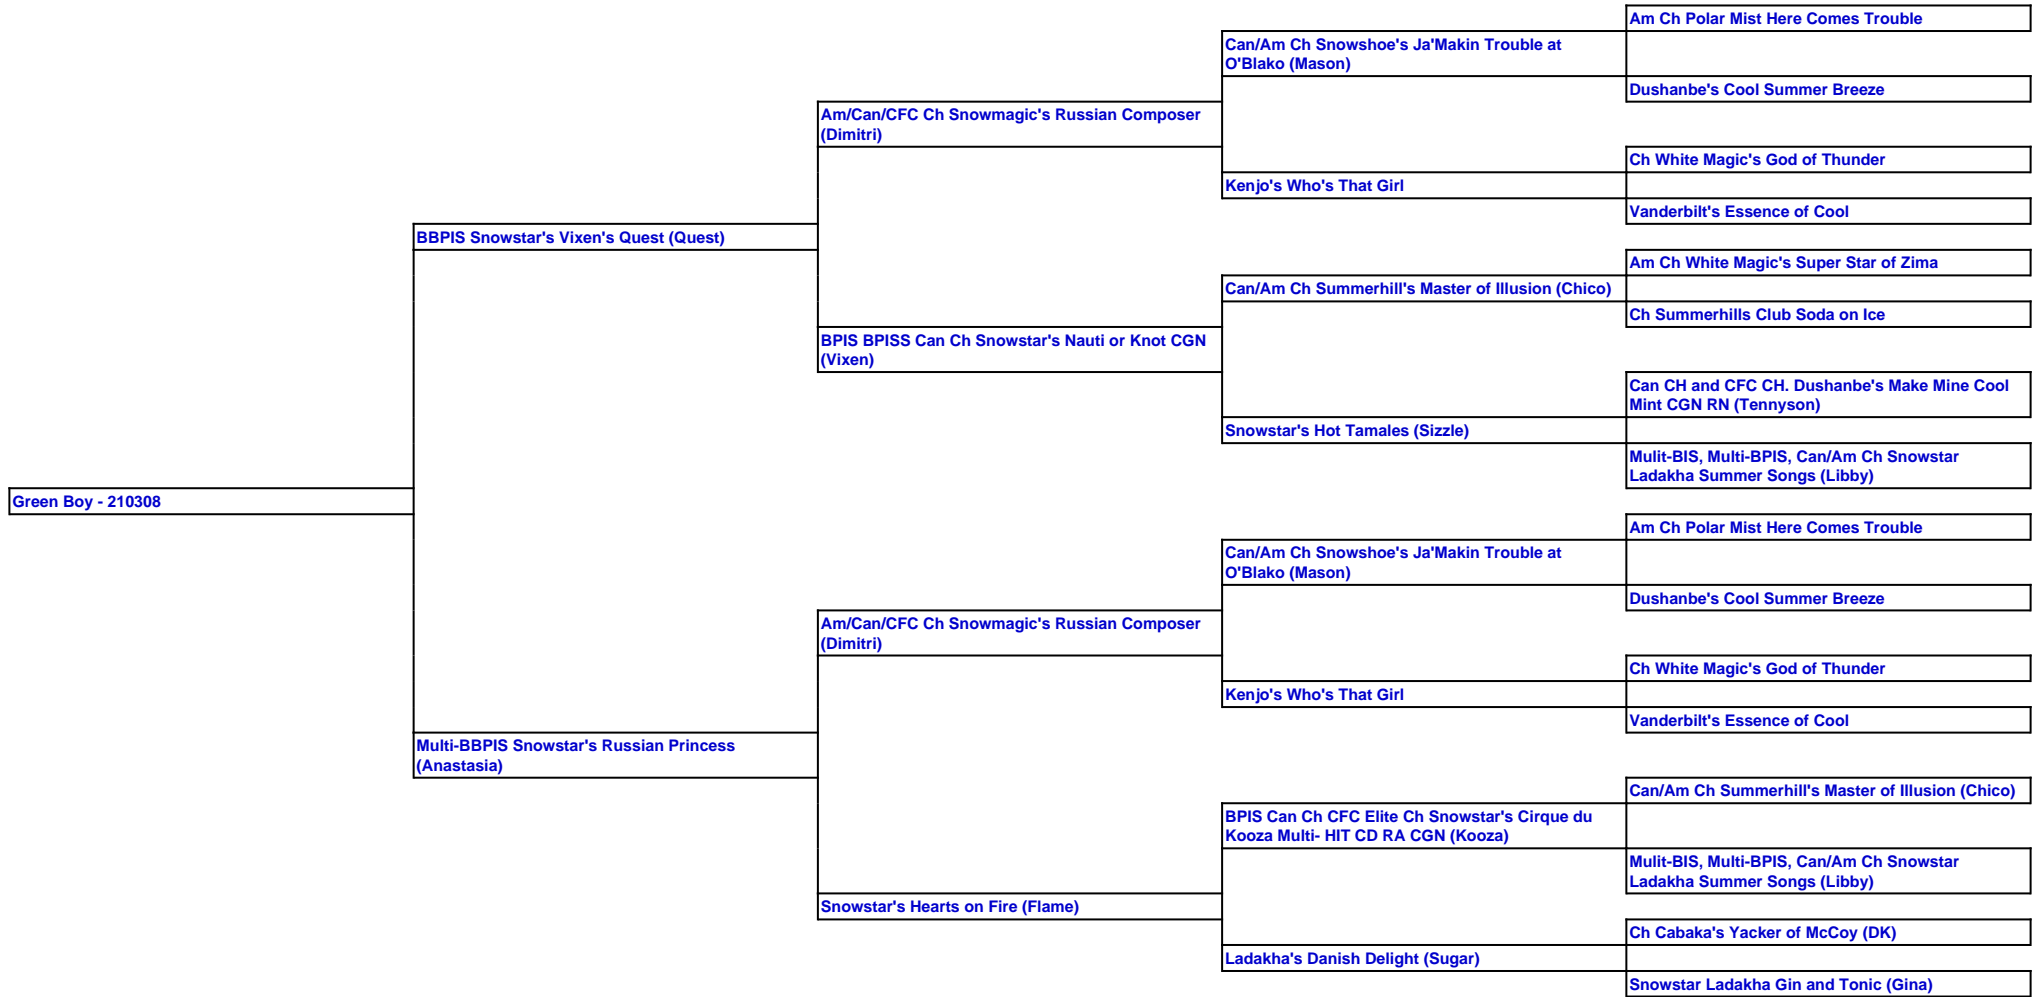 Am Ch Polar Mist Here Comes Trouble
Can/Am Ch Snowshoe's Ja'Makin Trouble at
O'Blako (Mason)
Dushanbe's Cool Summer Breeze
Am/Can/CFC Ch Snowmagic's Russian Composer
(Dimitri)
Ch White Magic's God of Thunder
Kenjo's Who's That Girl
Vanderbilt's Essence of Cool
BBPIS Snowstar's Vixen's Quest (Quest)
Am Ch White Magic's Super Star of Zima
Can/Am Ch Summerhill's Master of Illusion (Chico)
Ch Summerhills Club Soda on Ice
BPIS BPISS Can Ch Snowstar's Nauti or Knot CGN
(Vixen)
Can CH and CFC CH. Dushanbe's Make Mine Cool
Mint CGN RN (Tennyson)
Snowstar's Hot Tamales (Sizzle)
Mulit-BIS, Multi-BPIS, Can/Am Ch Snowstar
Ladakha Summer Songs (Libby)
Green Boy - 210308
Am Ch Polar Mist Here Comes Trouble
Can/Am Ch Snowshoe's Ja'Makin Trouble at
O'Blako (Mason)
Dushanbe's Cool Summer Breeze
Am/Can/CFC Ch Snowmagic's Russian Composer
(Dimitri)
Ch White Magic's God of Thunder
Kenjo's Who's That Girl
Vanderbilt's Essence of Cool
Multi-BBPIS Snowstar's Russian Princess
(Anastasia)
Can/Am Ch Summerhill's Master of Illusion (Chico)
BPIS Can Ch CFC Elite Ch Snowstar's Cirque du
Kooza Multi- HIT CD RA CGN (Kooza)
Mulit-BIS, Multi-BPIS, Can/Am Ch Snowstar
Ladakha Summer Songs (Libby)
Snowstar's Hearts on Fire (Flame)
Ch Cabaka's Yacker of McCoy (DK)
Ladakha's Danish Delight (Sugar)
Snowstar Ladakha Gin and Tonic (Gina)